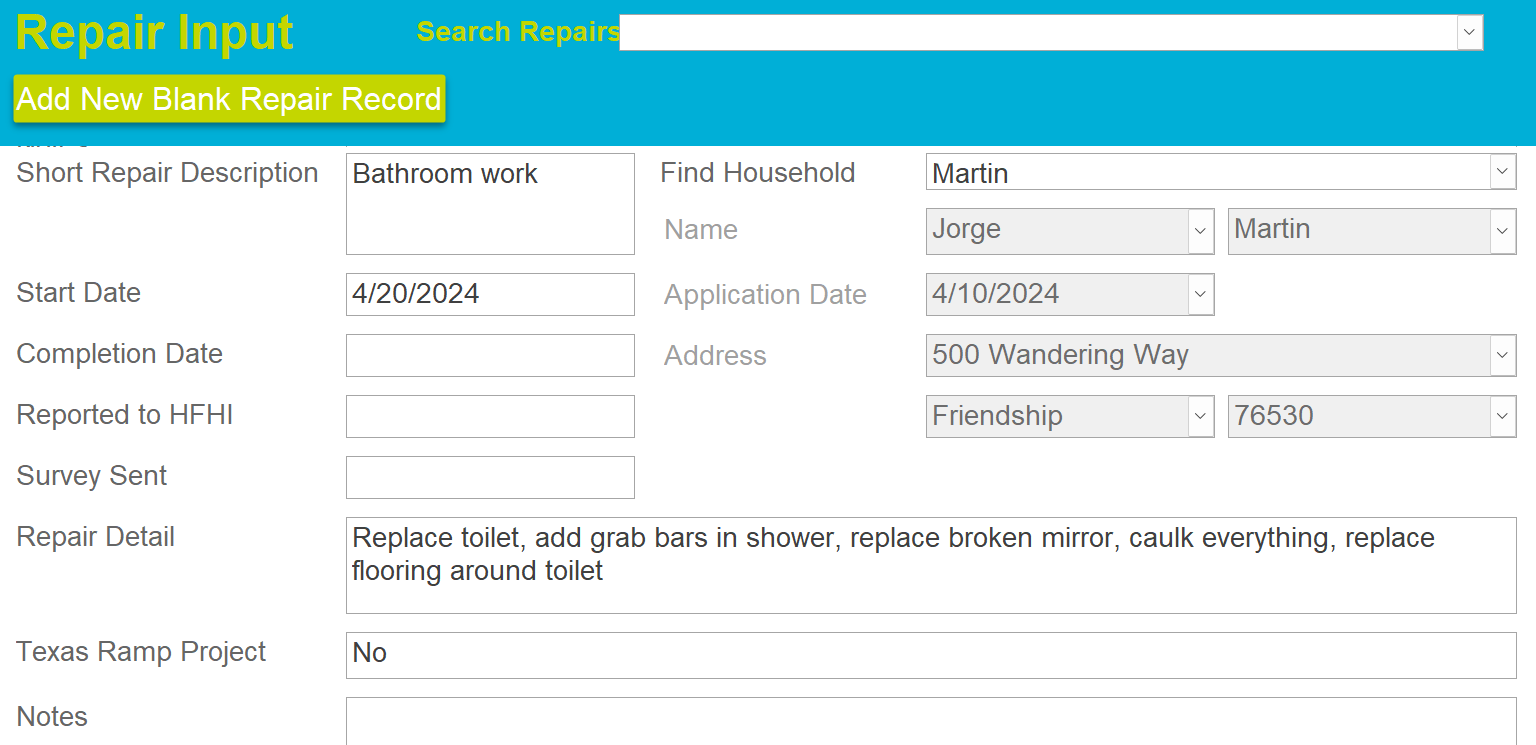 Repair Input
Search Repairs
Add New Blank Repair Record
Short Repair Description
Bathroom work
Find Household
Martin
Name
Jorge
Martin
Start Date
4/20/2024
Application Date
4/10/2024
Completion Date
Address
500 Wandering Way
Reported to HFHI
Friendship
76530
Survey Sent
Repair Detail
Replace toilet, add grab bars in shower, replace broken mirror, caulk everything, replace
flooring around toilet
Texas Ramp Project
No
Notes